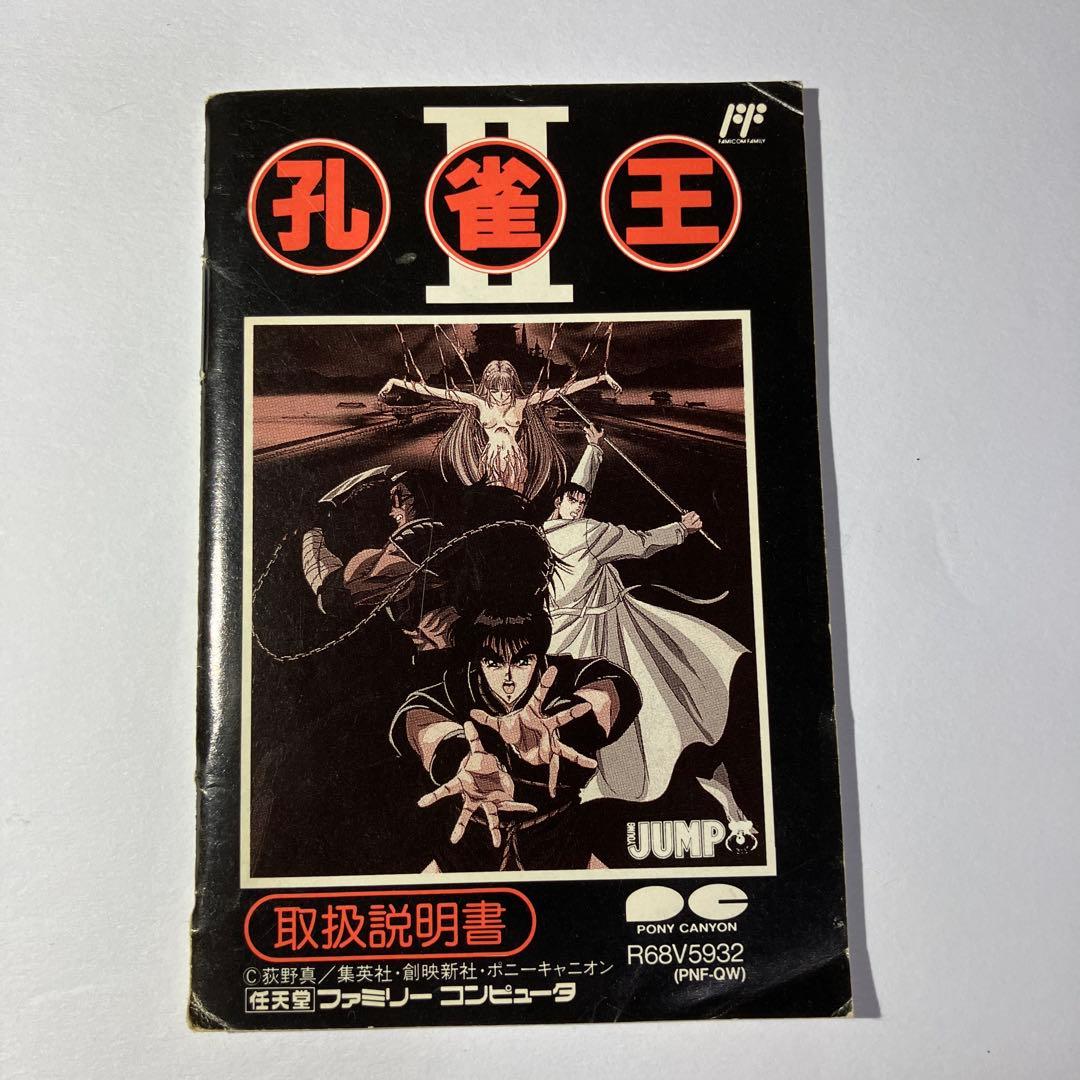 孔雀王
II
FAMICOM FAMILY
YOUNG
JUMP
取扱説明書
PONY CANYON
R68V5932
(PNF-QW)
©荻野真／集英社・創映新社・ポニーキャニオン
任天堂 ファミリー コンピュータ